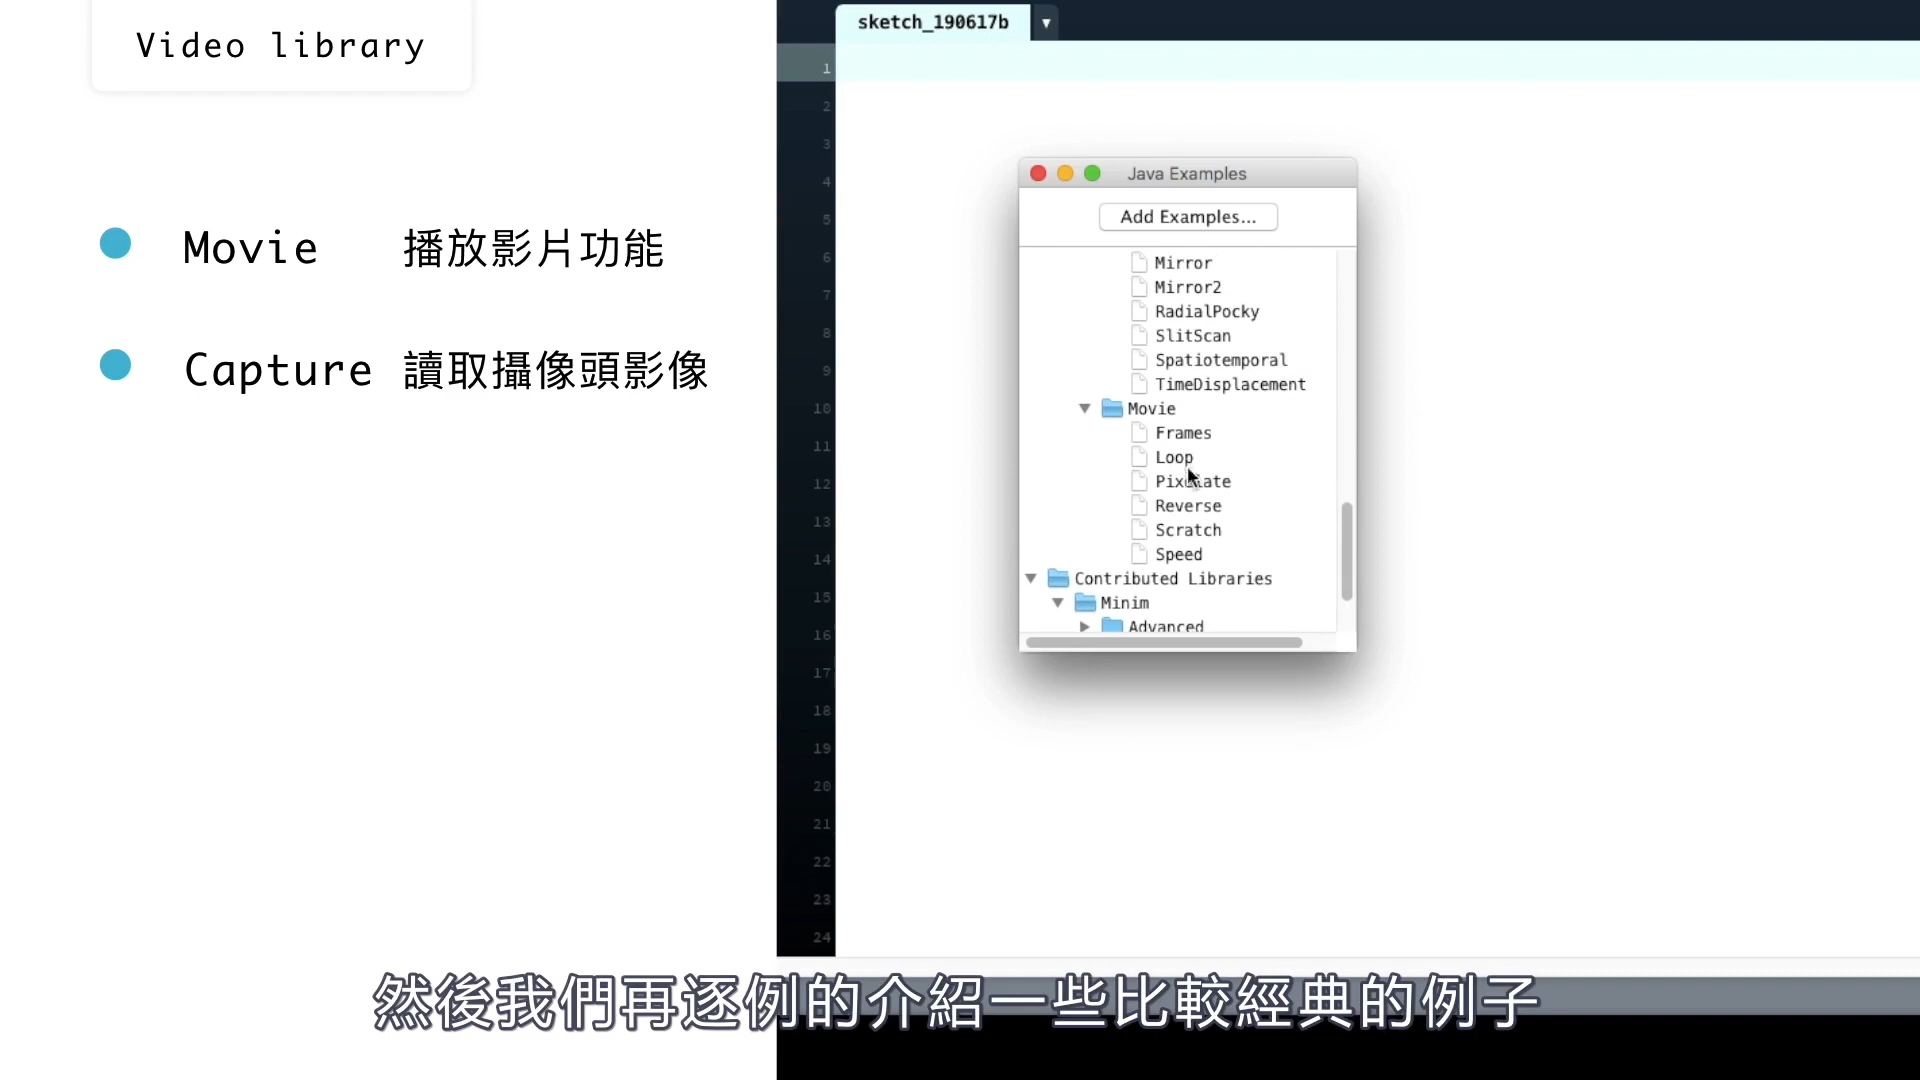 Video library
Movie 播放影片功能
Capture 讀取攝像頭影像
sketch_190617b
1
2
3
4
5
6
7
8
9
10
11
12
13
14
15
16
17
18
19
20
21
22
23
24
Java Examples
Add Examples...
Mirror
Mirror2
RadialPocky
SlitScan
Spatiotemporal
TimeDisplacement
Movie
Frames
Loop
Pixelate
Reverse
Scratch
Speed
Contributed Libraries
Minim
Advanced
然後我們再逐例的介紹一些比較經典的例子